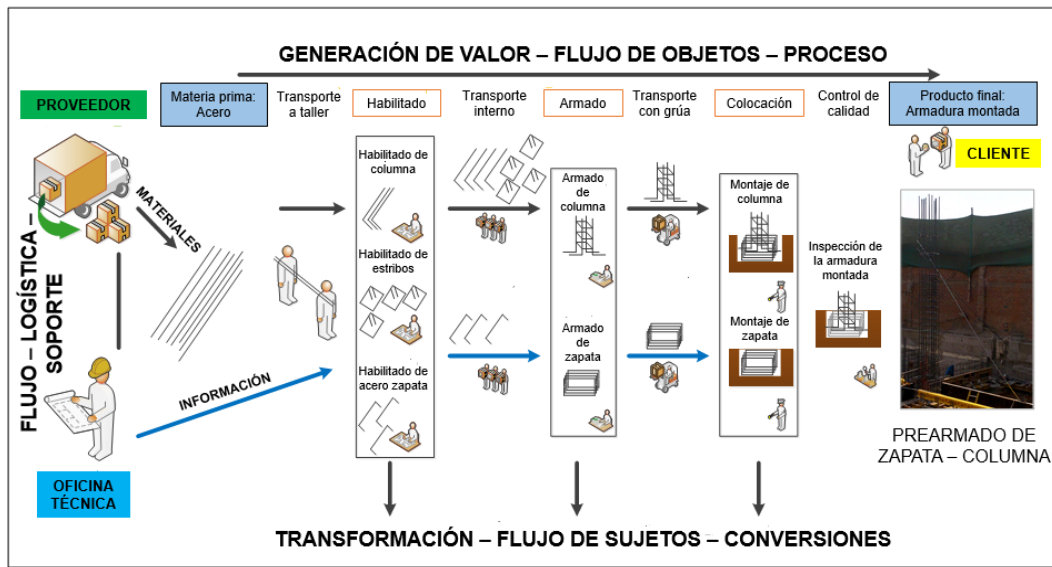 GENERACIÓN DE VALOR – FLUJO DE OBJETOS – PROCESO
PROVEEDOR
Materia prima:
Acero
Transporte
a taller
Habilitado
Transporte
interno
Armado
Transporte
con grúa
Colocación
Control de
calidad
Producto final:
Armadura montada
CLIENTE
FLUJO – LOGÍSTICA –
SOPORTE
MATERIALES
INFORMACIÓN
OFICINA
TÉCNICA
Habilitado de
columna
Habilitado de
estribos
Habilitado de
acero zapata
Armado
de
columna
Armado
de
zapata
Montaje de
columna
Montaje de
zapata
Inspección de
la armadura
montada
PREARMADO DE
ZAPATA – COLUMNA
TRANSFORMACIÓN – FLUJO DE SUJETOS – CONVERSIONES